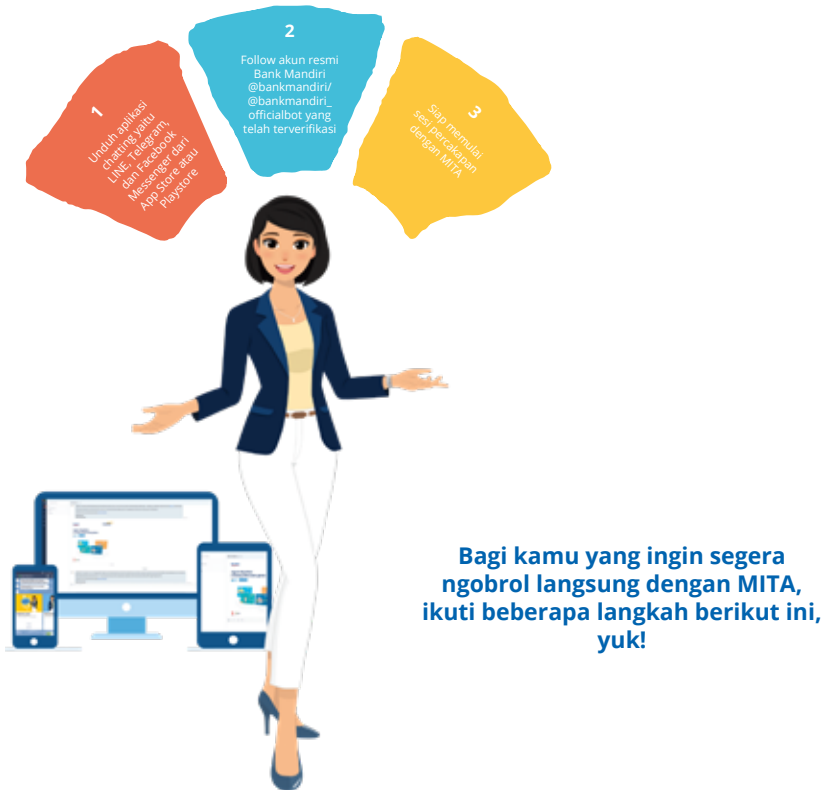 1
Unduh aplikasi
chatting yaitu
LINE, Telegram,
dan Facebook
Messenger dari
App Store atau
Playstore
2
Follow akun resmi
Bank Mandiri
@bankmandiri/
@bankmandiri_
officialbot yang
telah terverifikasi
3
Siap memulai
sesi percakapan
dengan MITA
Bagi kamu yang ingin segera
ngobrol langsung dengan MITA,
ikuti beberapa langkah berikut ini,
yuk!